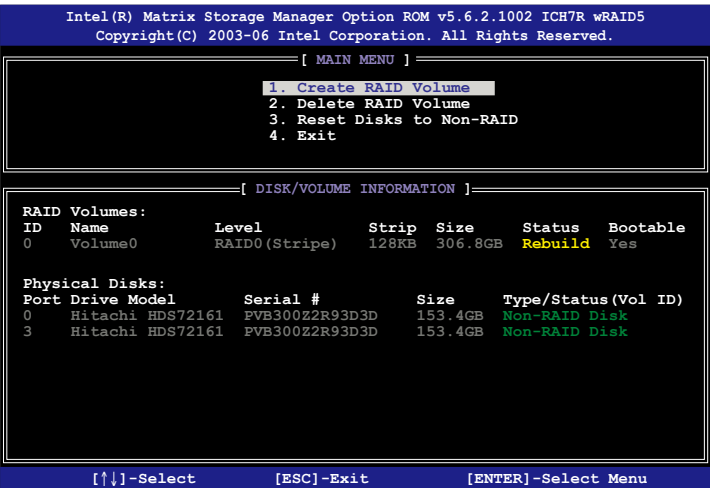 Intel(R) Matrix Storage Manager Option ROM v5.6.2.1002 ICH7R wRAID5
Copyright(C) 2003-06 Intel Corporation. All Rights Reserved.
[ MAIN MENU ]
1. Create RAID Volume
2. Delete RAID Volume
3. Reset Disks to Non-RAID
4. Exit
[ DISK/VOLUME INFORMATION ]
RAID Volumes:
ID Name Level Strip Size Status Bootable
0 Volume0 RAID0(Stripe) 128KB 306.8GB Rebuild Yes
Physical Disks:
Port Drive Model Serial # Size Type/Status(Vol ID)
0 Hitachi HDS72161 PVB300Z2R93D3D 153.4GB Non-RAID Disk
3 Hitachi HDS72161 PVB300Z2R93D3D 153.4GB Non-RAID Disk
[↑↓]-Select [ESC]-Exit [ENTER]-Select Menu